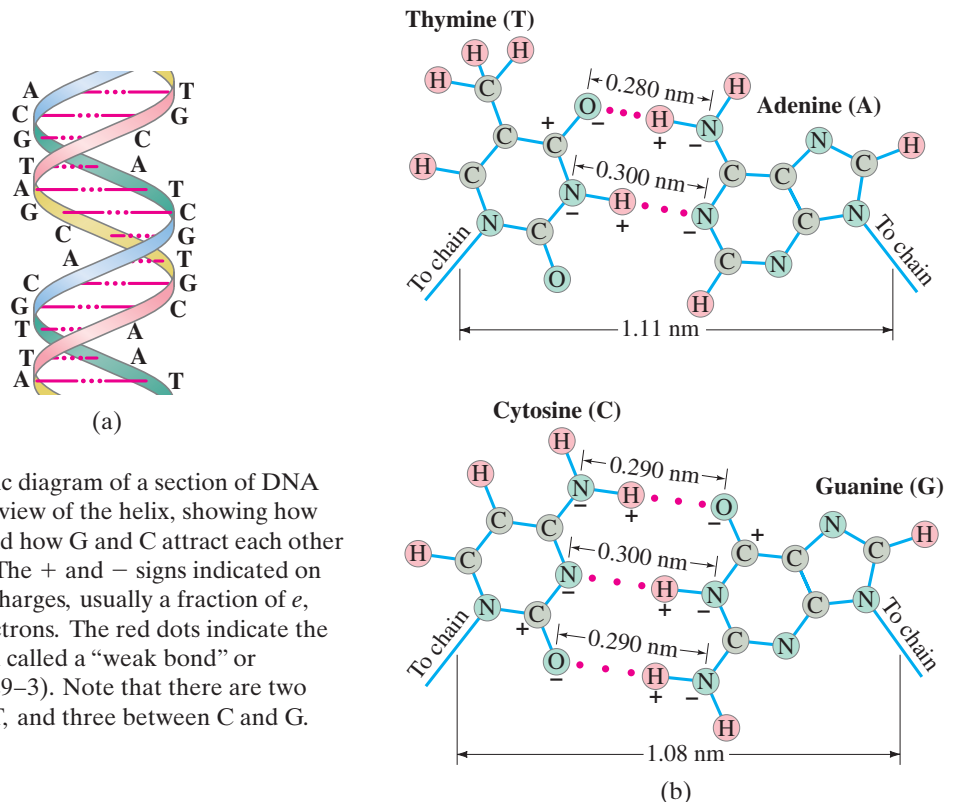 A
C
G
T
A
G
C
A
C
G
T
T
A
T
G
C
A
T
C
G
T
G
C
A
A
T
(a)
ic diagram of a section of DNA
view of the helix, showing how
d how G and C attract each other
The + and − signs indicated on
harges, usually a fraction of e,
ctrons. The red dots indicate the
called a “weak bond” or
9–3). Note that there are two
T, and three between C and G.
Thymine (T)
H H
H
C
O
0.280 nm
H
Adenine (A)
+
−
H
+
N
−
N
H
C
C
C
H
C
0.300 nm
C
C
N
−
H
+
N
−
N
C
C
N
To chain
O
C
N
To chain
H
1.11 nm
Cytosine (C)
H
H
N
−
0.290 nm
H
+
O
−
Guanine (G)
C
C
+
N
H
H
C
N
−
0.300 nm
C
C
C
H
+
N
−
N
C
+
C
N
To chain
0.290 nm
C
N
To chain
O
−
H
+
N
−
H
1.08 nm
(b)